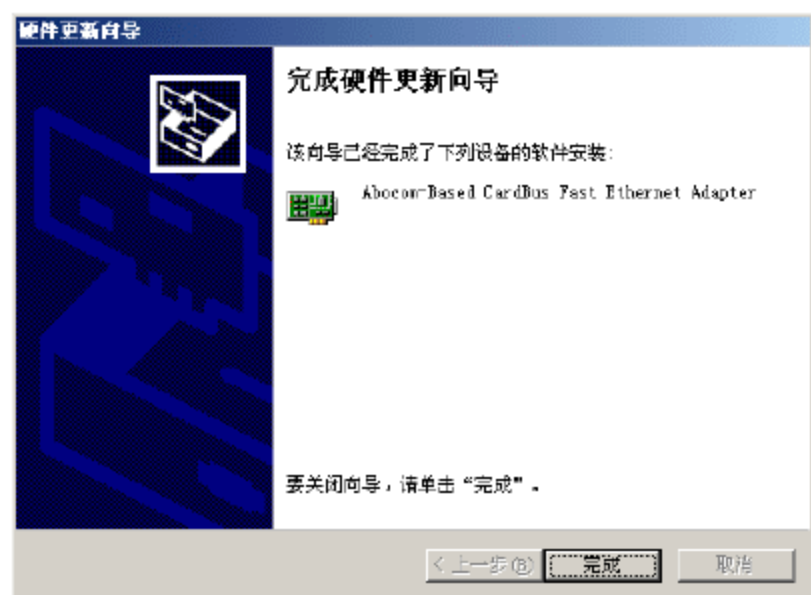 硬件更新向导
完成硬件更新向导
该向导已经完成了下列设备的软件安装:
Abocom-Based CardBus Fast Ethernet Adapter
要关闭向导，请单击“完成”。
< 上一步(B)
完成
取消